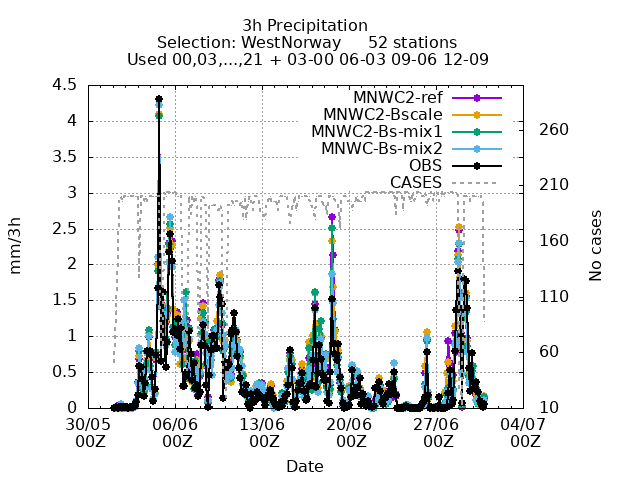 3h Precipitation
Selection: WestNorway 52 stations
Used 00,03,...,21 + 03-00 06-03 09-06 12-09
MNWC2-ref
MNWC2-Bscale
MNWC2-Bs-mix1
MNWC-Bs-mix2
OBS
CASES
4.5
4
3.5
3
2.5
2
1.5
1
0.5
0
mm/3h
260
210
160
110
60
10
No cases
30/05 06/06 13/06 20/06 27/06 04/07
00Z 00Z 00Z 00Z 00Z 00Z
Date